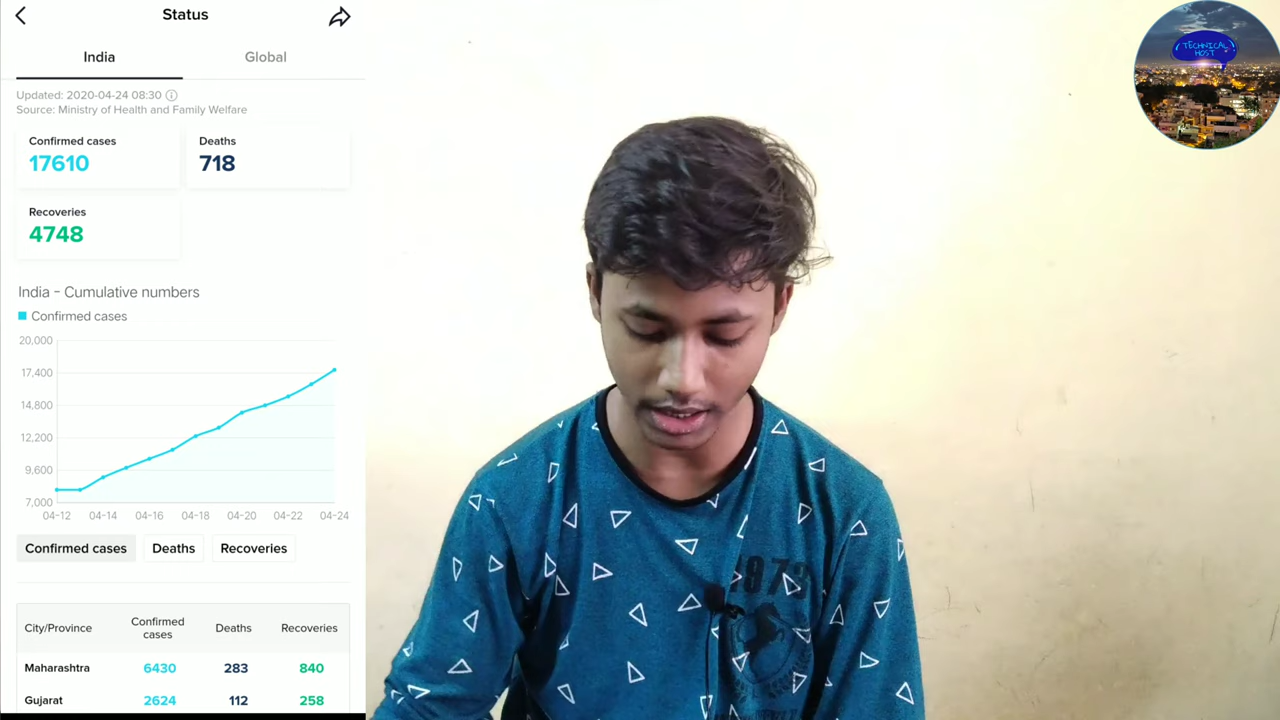 Status
India
Global
Updated: 2020-04-24 08:30
Source: Ministry of Health and Family Welfare
Confirmed cases
17610
Deaths
718
Recoveries
4748
India - Cumulative numbers
Confirmed cases
20,000
17,400
14,800
12,200
9,600
7,000
04-12 04-14 04-16 04-18 04-20 04-22 04-24
Confirmed cases Deaths Recoveries
City/Province Confirmed cases Deaths Recoveries
Maharashtra 6430 283 840
Gujarat 2624 112 258
TECHNICAL
HOST
1973